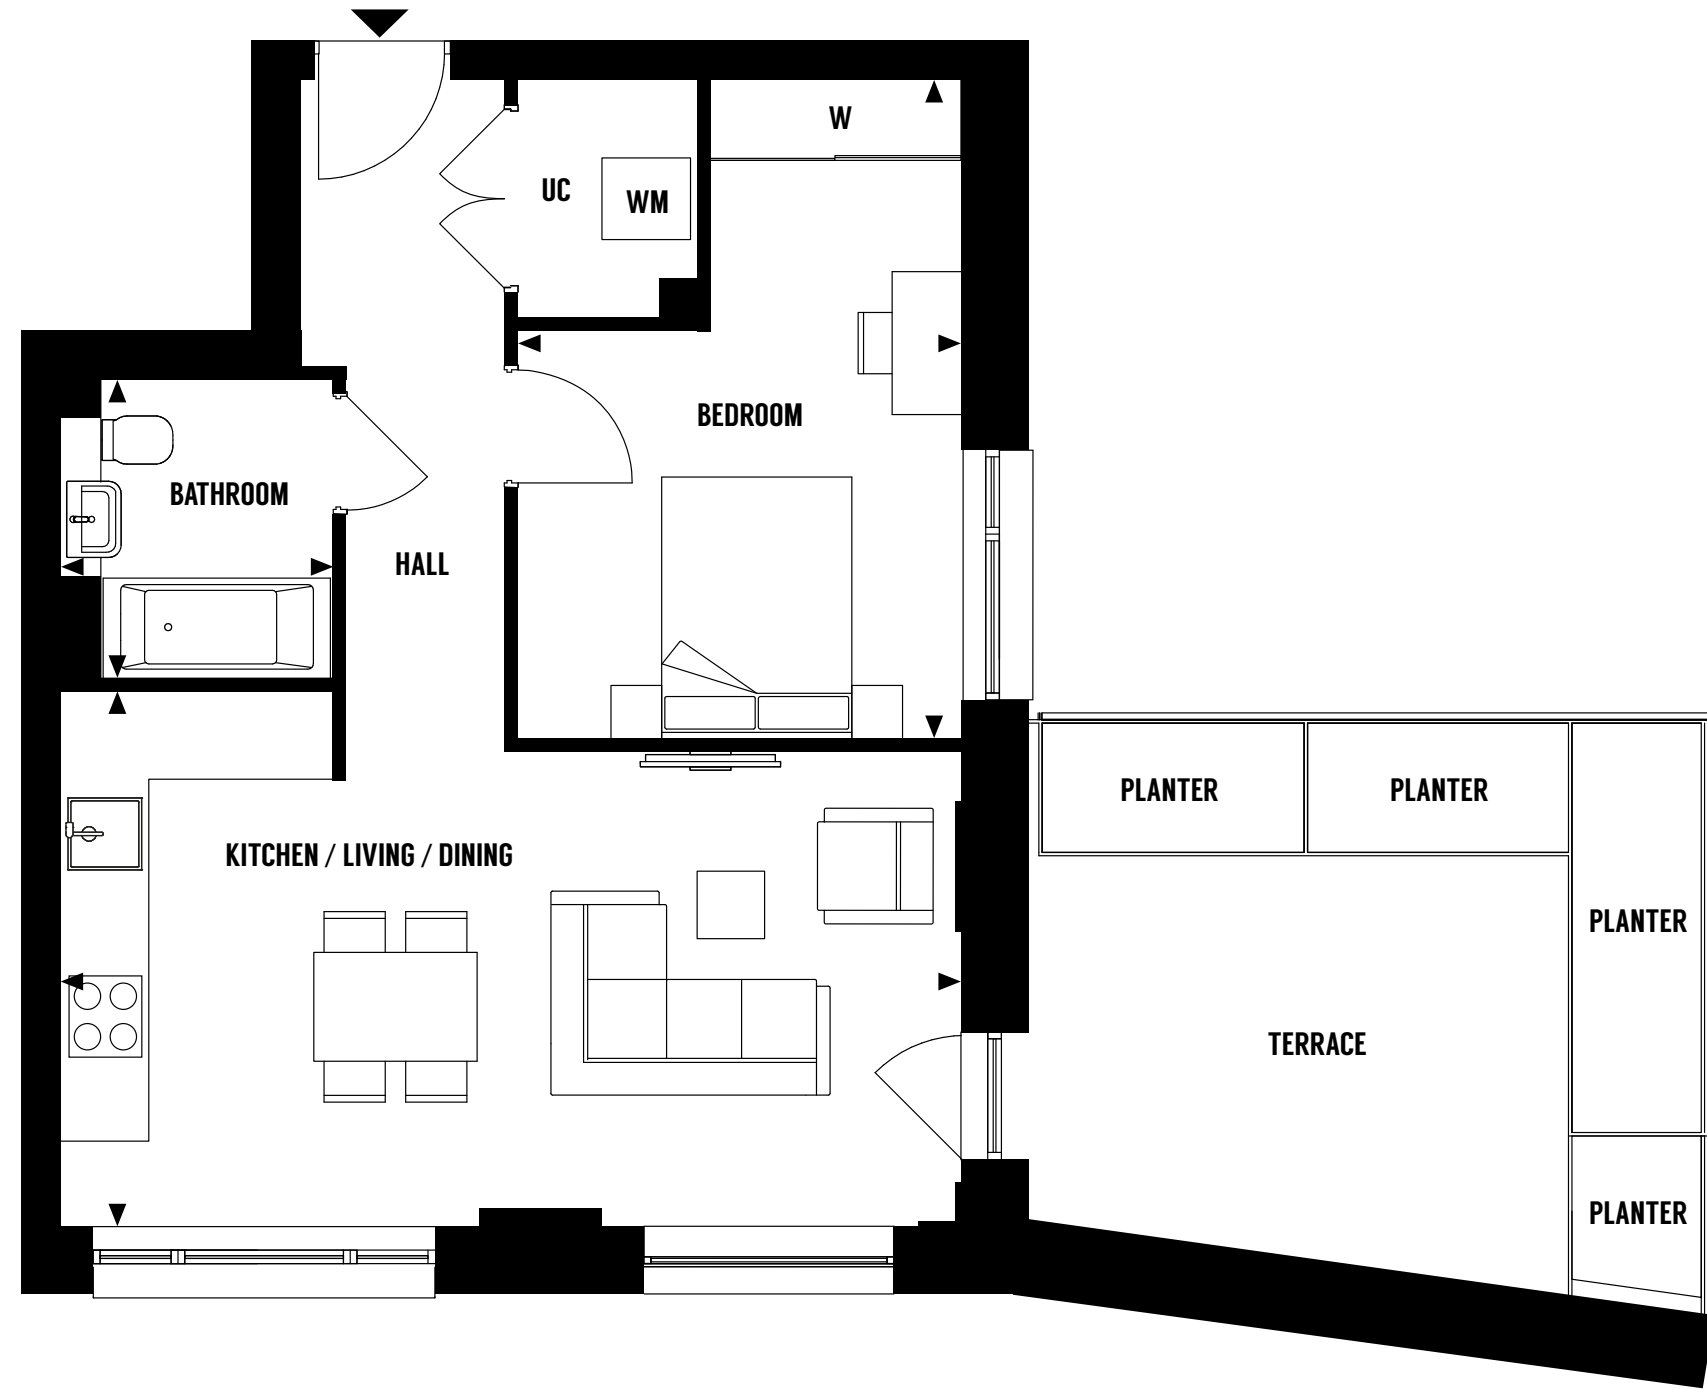 W
UC
WM
BEDROOM
BATHROOM
HALL
PLANTER
PLANTER
KITCHEN / LIVING / DINING
PLANTER
TERRACE
PLANTER